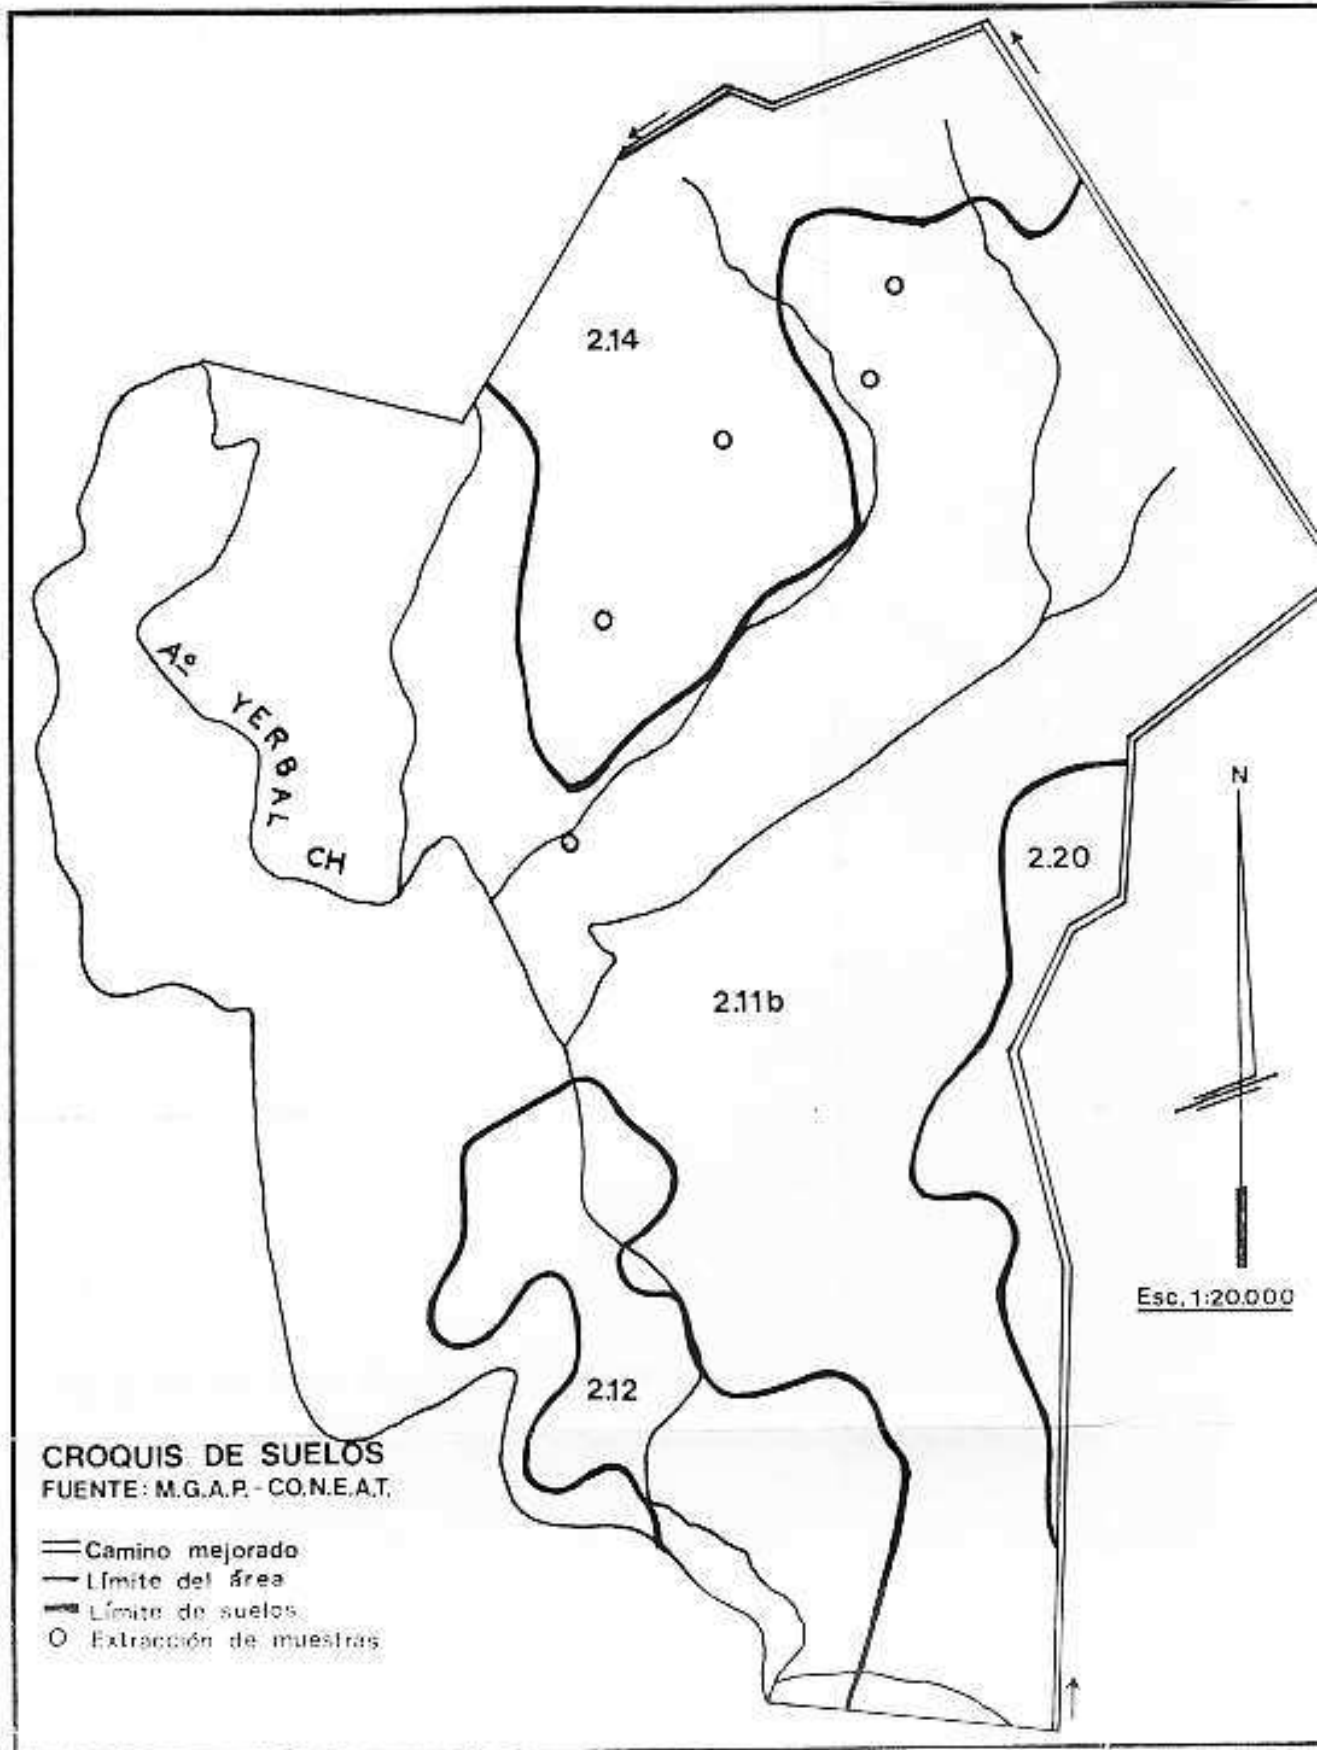 2.14
Aº YERBAL CH
N
2.20
2.11b
Esc. 1:20.000
2.12
CROQUIS DE SUELOS
FUENTE: M.G.A.P. - CO.N.E.A.T.
Camino mejorado
Límite del área
Límite de suelos
Extracción de muestras